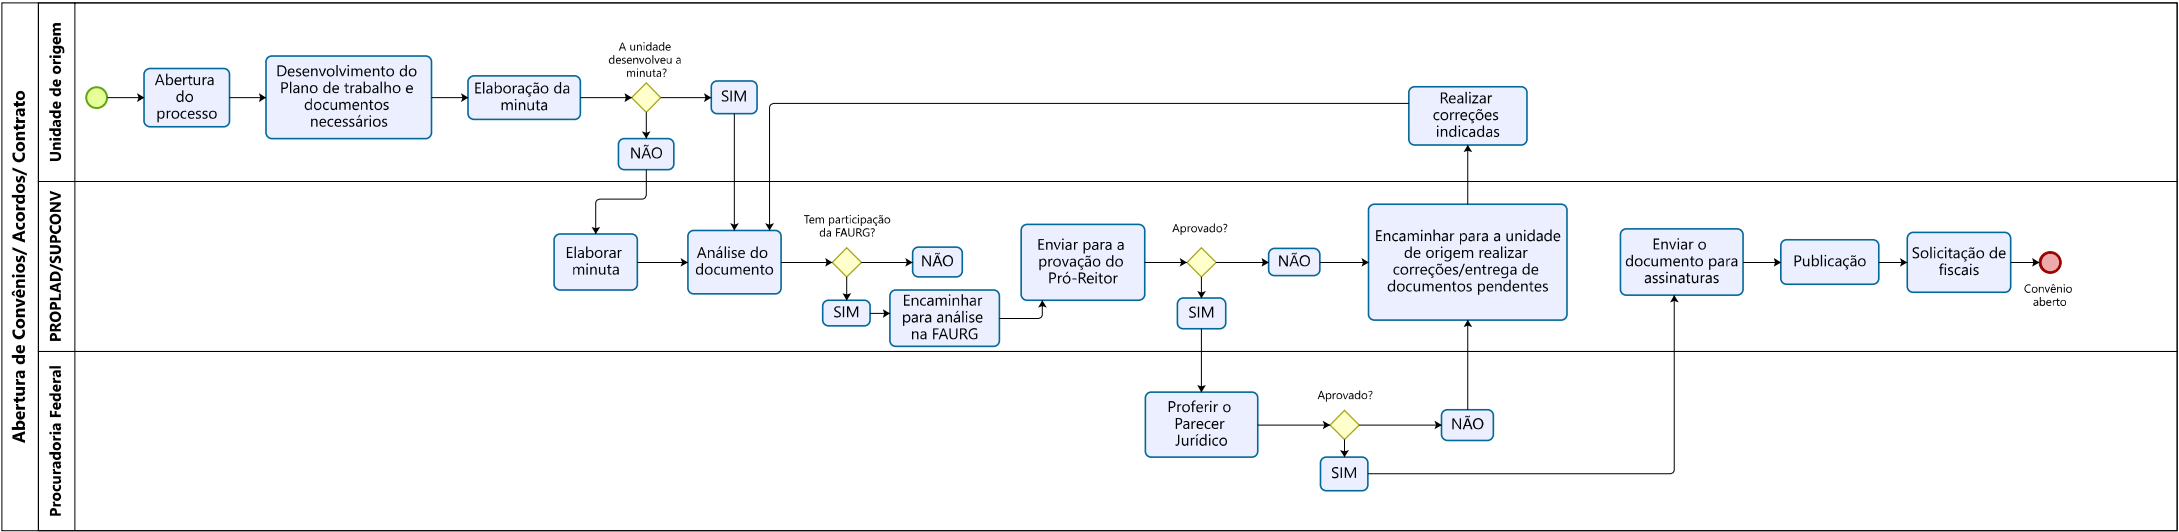 Abertura de Convênios/ Acordos/ Contrato
Unidade de origem
Abertura
do
processo
Desenvolvimento do
Plano de trabalho e
documentos
necessários
Elaboração da
minuta
A unidade
desenvolveu a
minuta?
SIM
NÃO
Realizar
correções
indicadas
PROPLAD/SUPCONV
Elaborar
minuta
Análise do
documento
Tem participação
da FAURG?
NÃO
SIM
Encaminhar
para análise
na FAURG
Enviar para a
provação do
Pró-Reitor
Aprovado?
NÃO
SIM
Encaminhar para a unidade
de origem realizar
correções/entrega de
documentos pendentes
Enviar o
documento para
assinaturas
Publicação
Solicitação de
fiscais
Convênio
aberto
Procuradoria Federal
Proferir o
Parecer
Jurídico
Aprovado?
NÃO
SIM